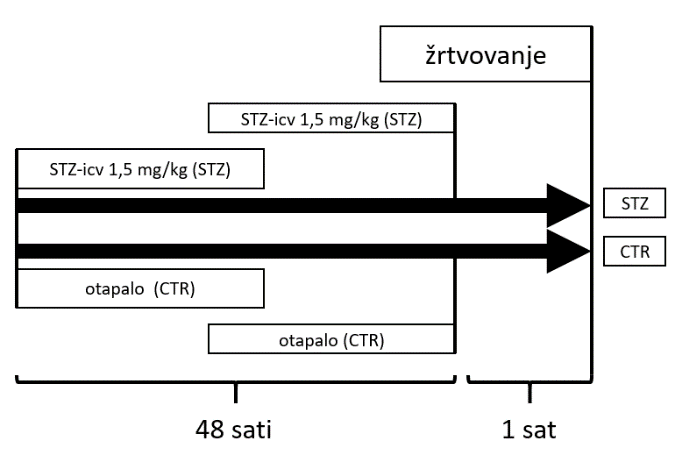 žrtvovanje
STZ-icv 1,5 mg/kg (STZ)
STZ-icv 1,5 mg/kg (STZ)
STZ
CTR
otapalo (CTR)
otapalo (CTR)
48 sati
1 sat